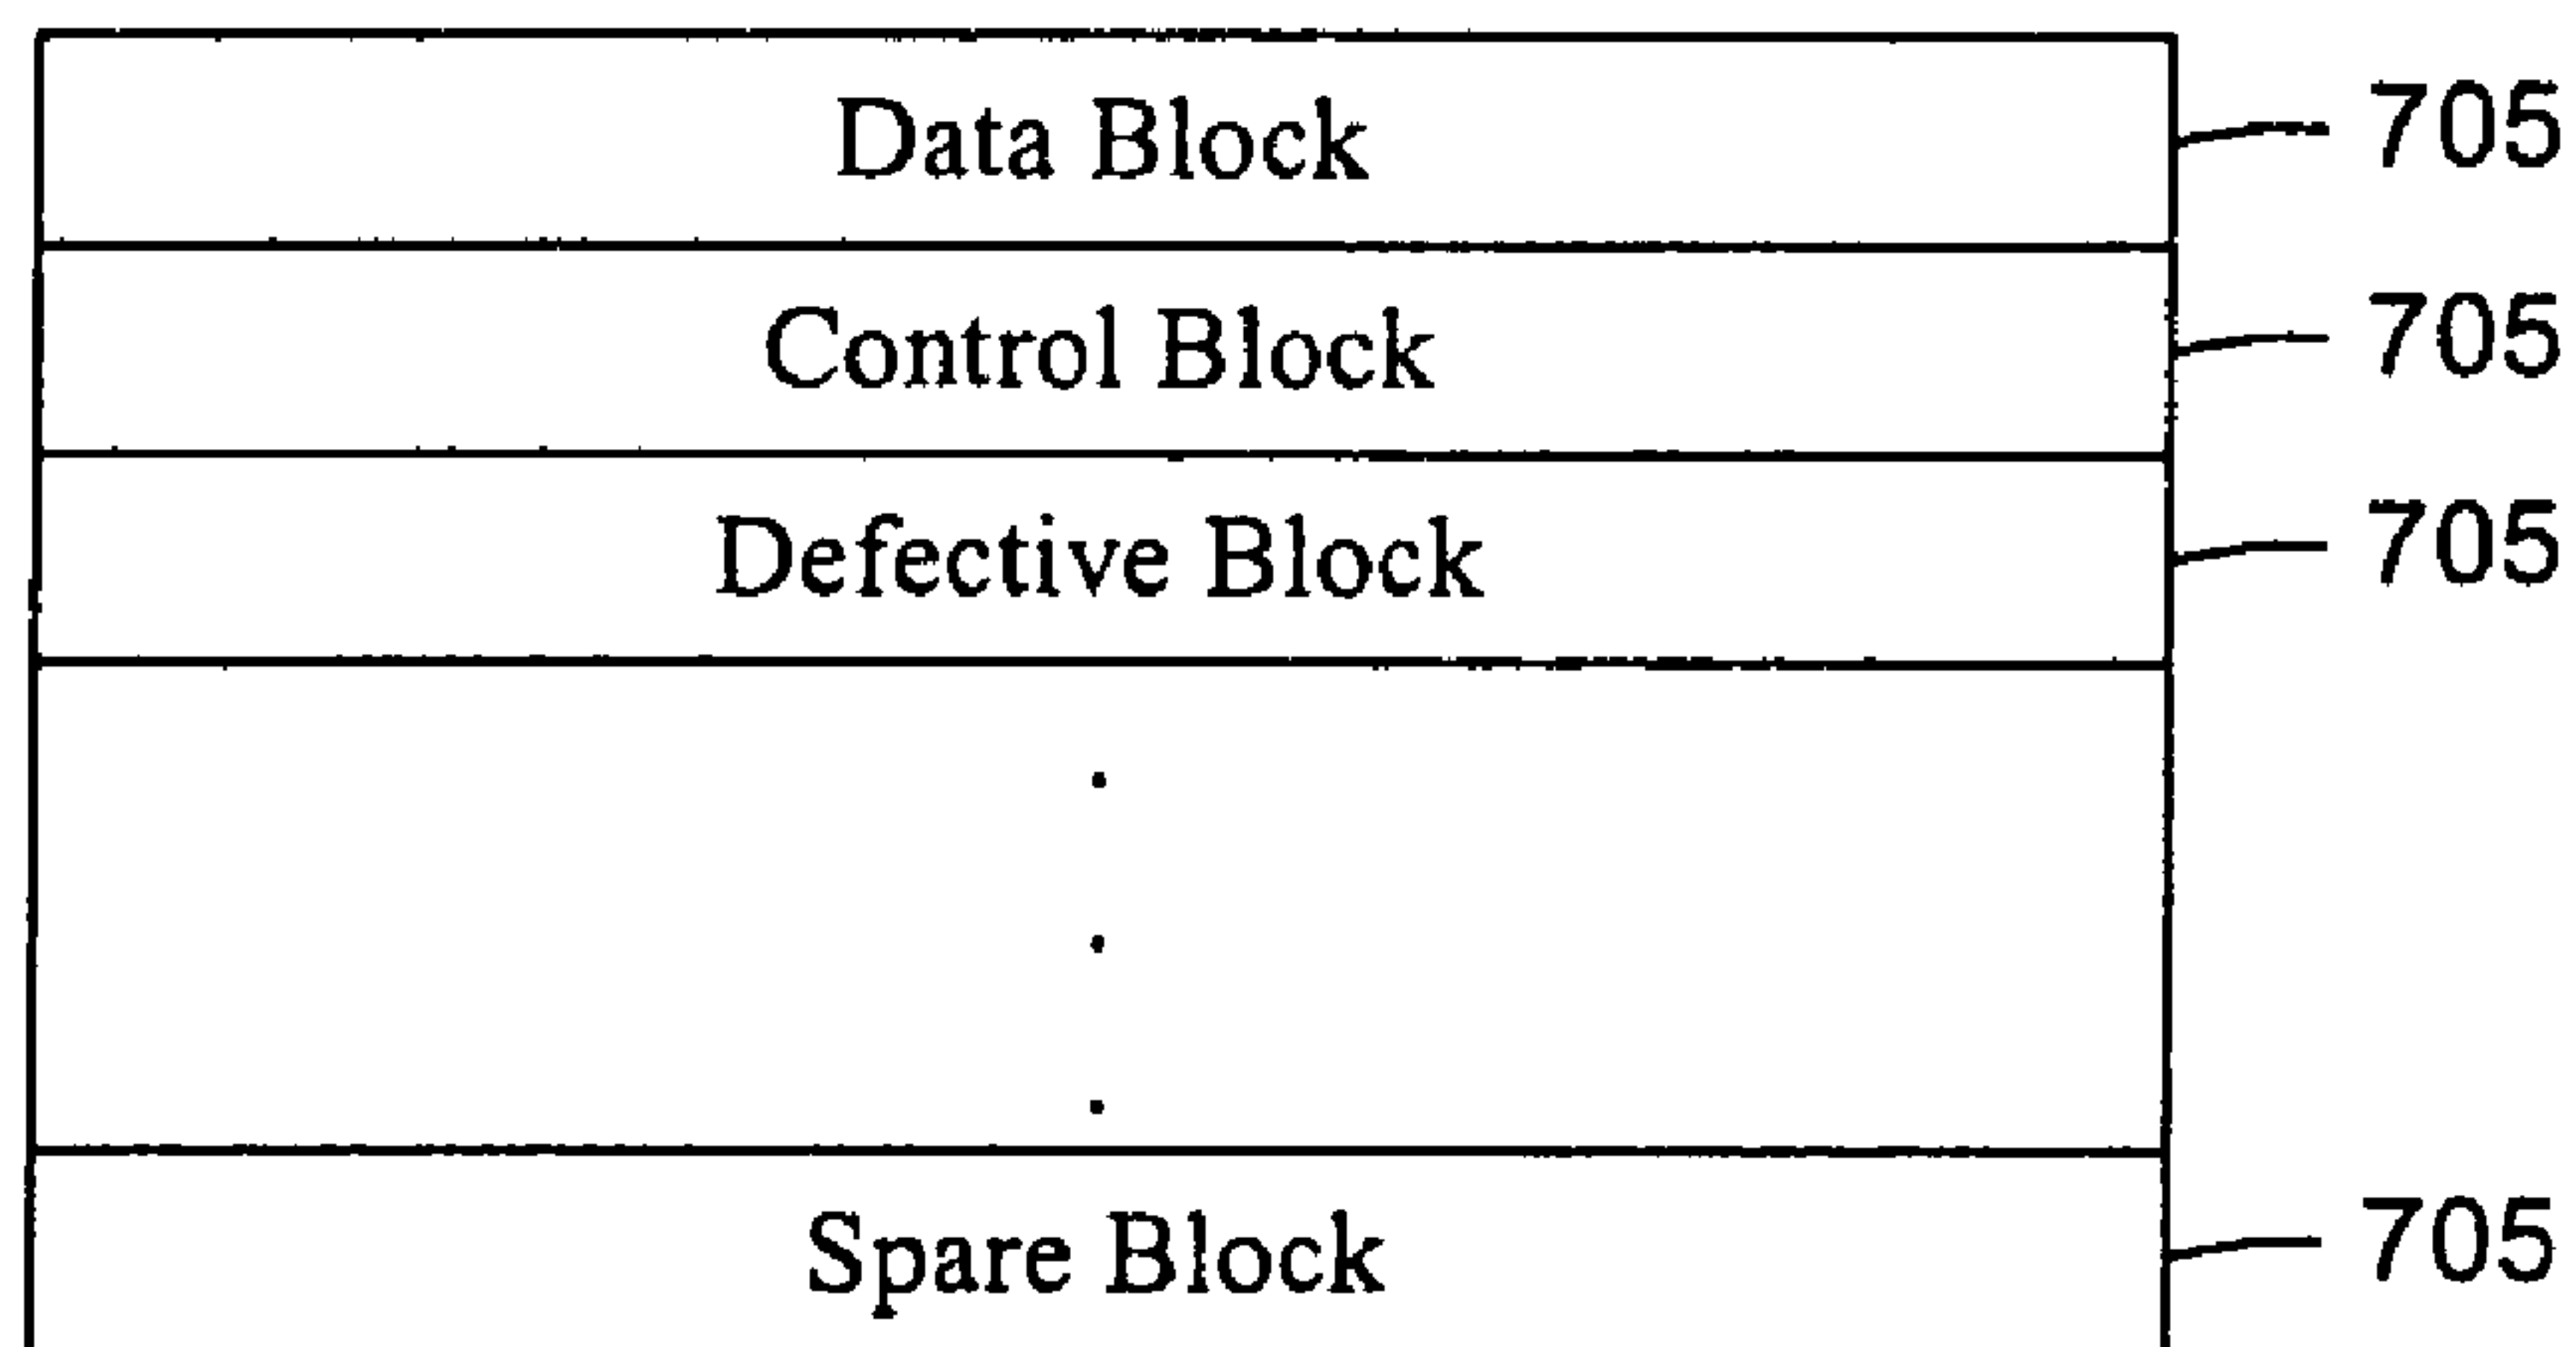 Data Block 705
Control Block 705
Defective Block 705
.
.
.
Spare Block 705